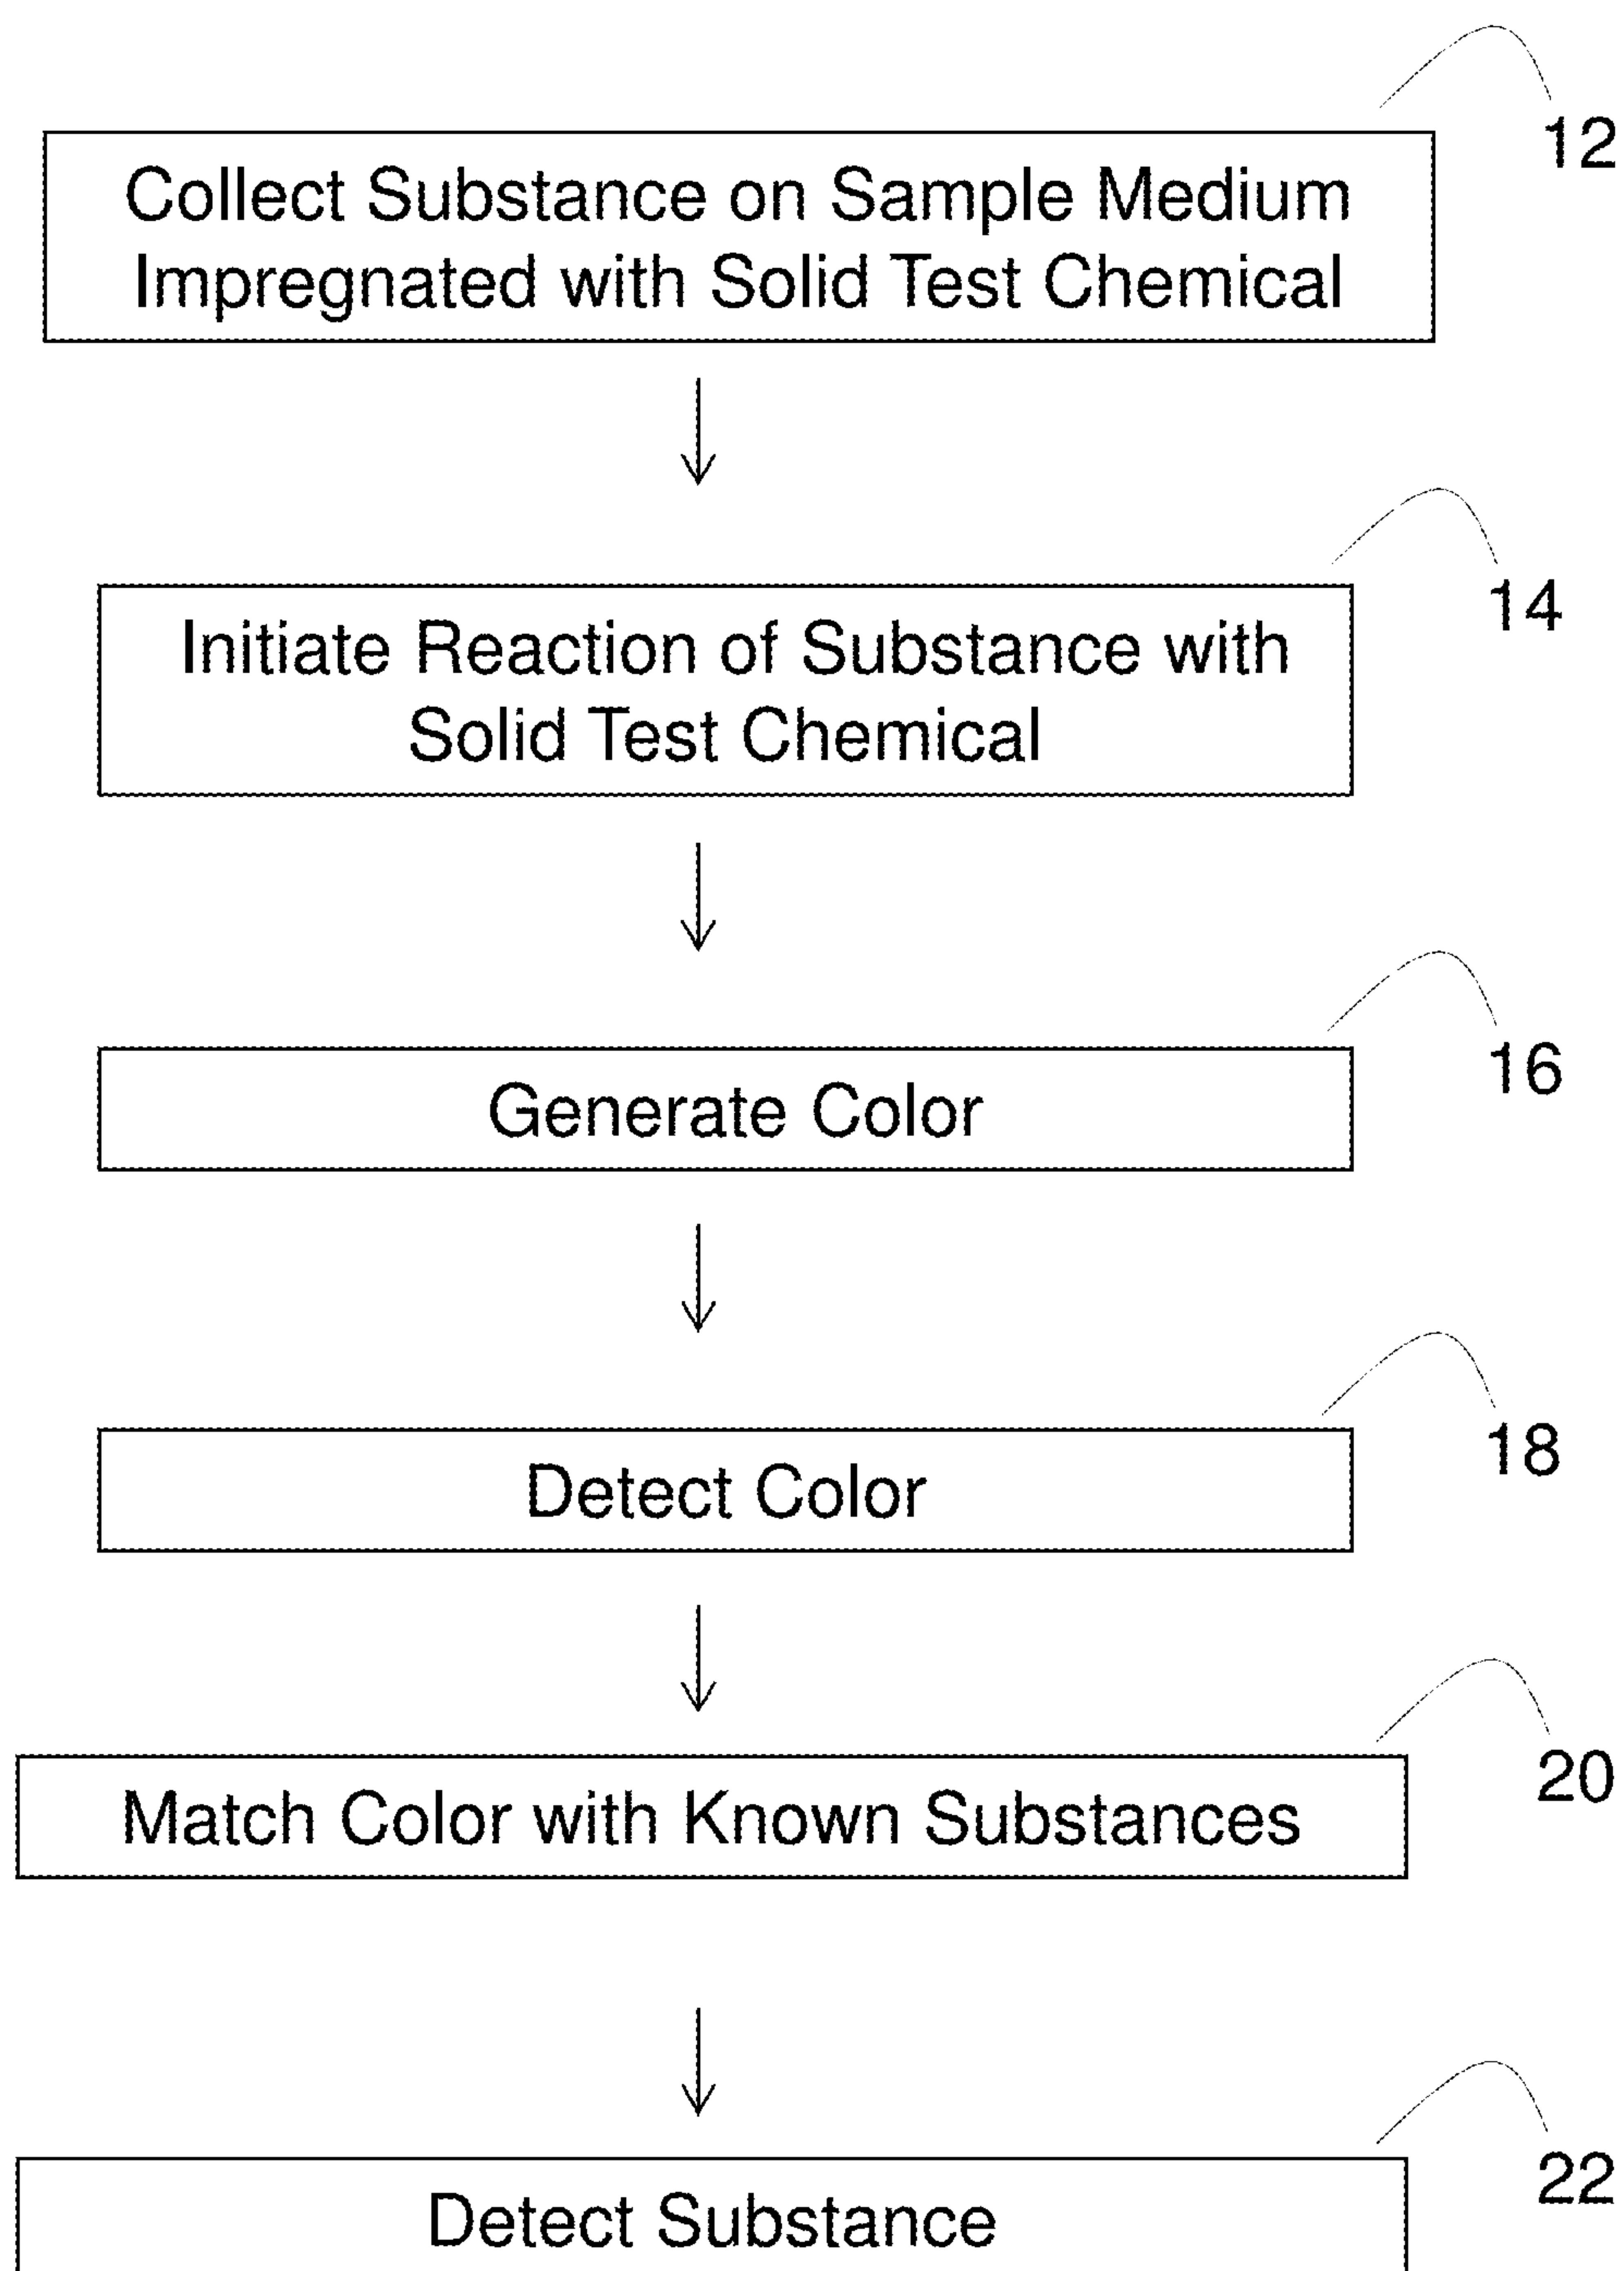 12
Collect Substance on Sample Medium
Impregnated with Solid Test Chemical
14
Initiate Reaction of Substance with
Solid Test Chemical
16
Generate Color
18
Detect Color
20
Match Color with Known Substances
22
Detect Substance